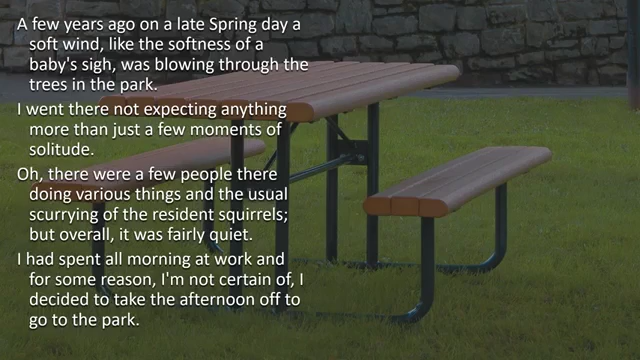 A few years ago on a late Spring day a
soft wind, like the softness of a
baby's sigh, was blowing through the
trees in the park.
I went there not expecting anything
more than just a few moments of
solitude.
Oh, there were a few people there
doing various things and the usual
scurrying of the resident squirrels;
but overall, it was fairly quiet.
I had spent all morning at work and
for some reason, I'm not certain of, I
decided to take the afternoon off to
go to the park.